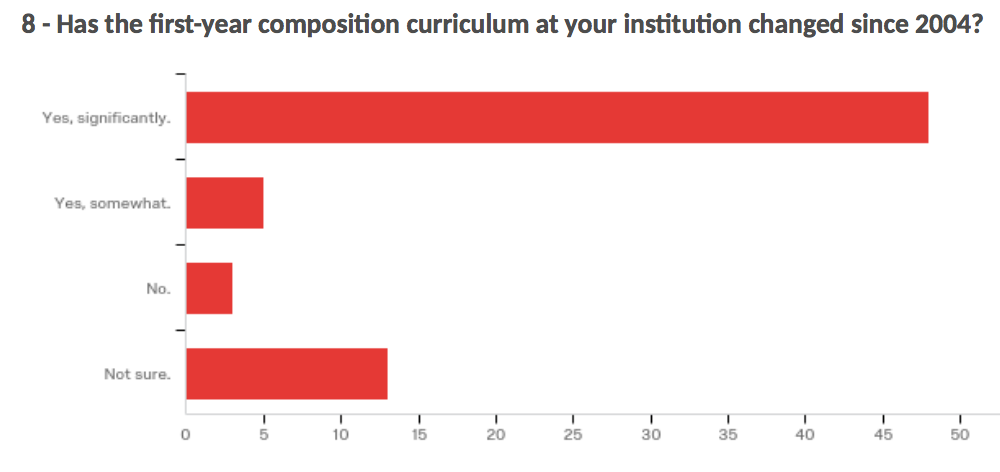 8 - Has the first-year composition curriculum at your institution changed since 2004?
Yes, significantly.
Yes, somewhat.
No.
Not sure.
0 5 10 15 20 25 30 35 40 45 50